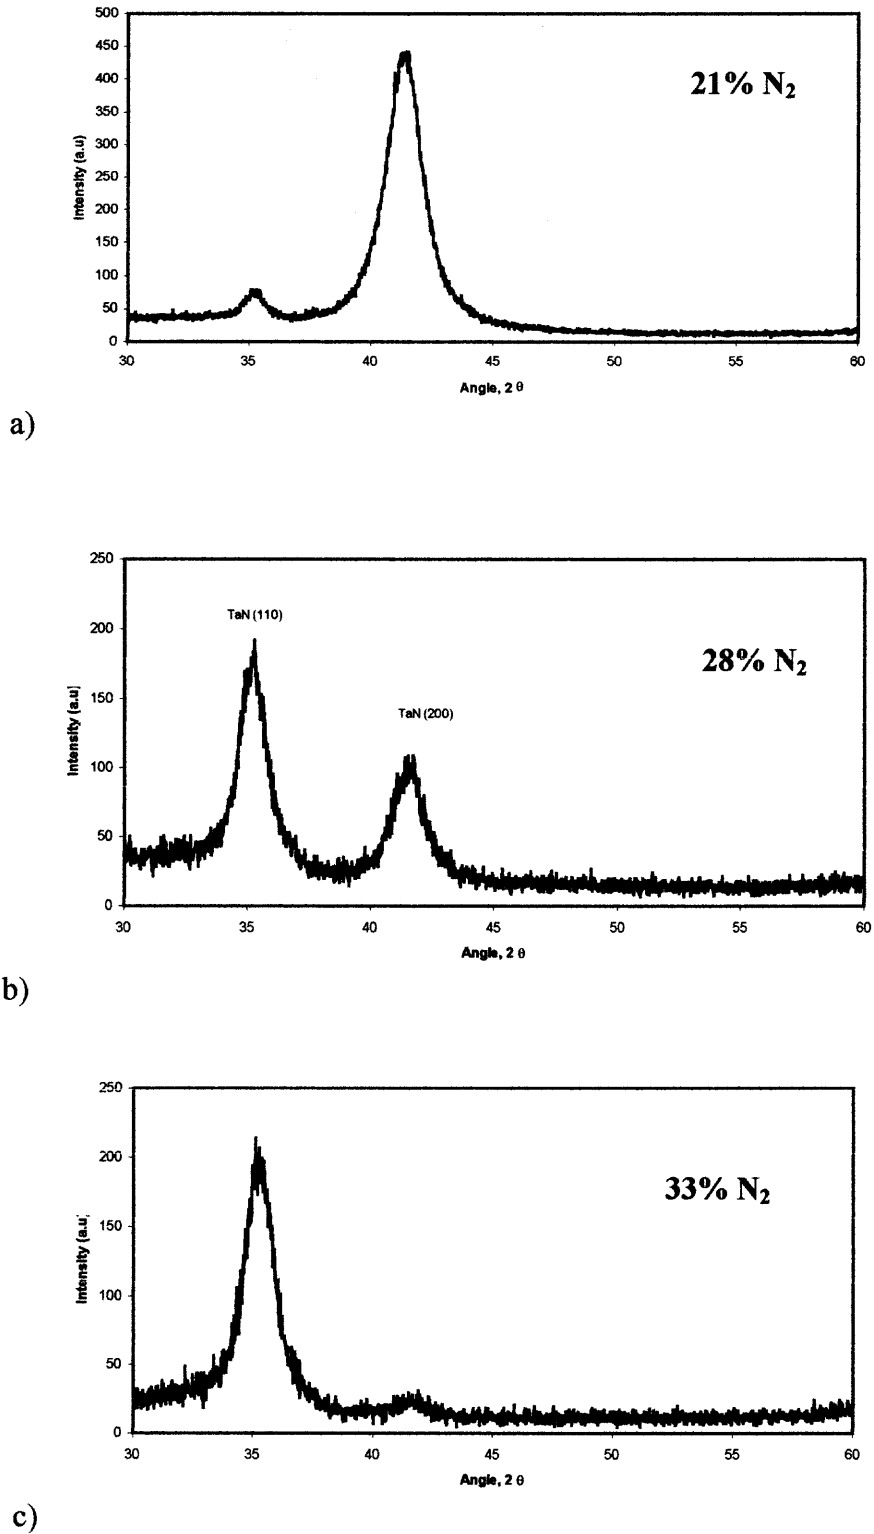 500
450
400
350
300
250
200
150
100
50
0
Intensity (a.u)
21% N2
30 35 40 45 50 55 60
Angle, 2 θ
a)
250
200
150
100
50
0
Intensity (a.u)
TaN (110)
TaN (200)
28% N2
30 35 40 45 50 55 60
Angle, 2 θ
b)
250
200
150
100
50
0
Intensity (a.u)
33% N2
30 35 40 45 50 55 60
Angle, 2 θ
c)